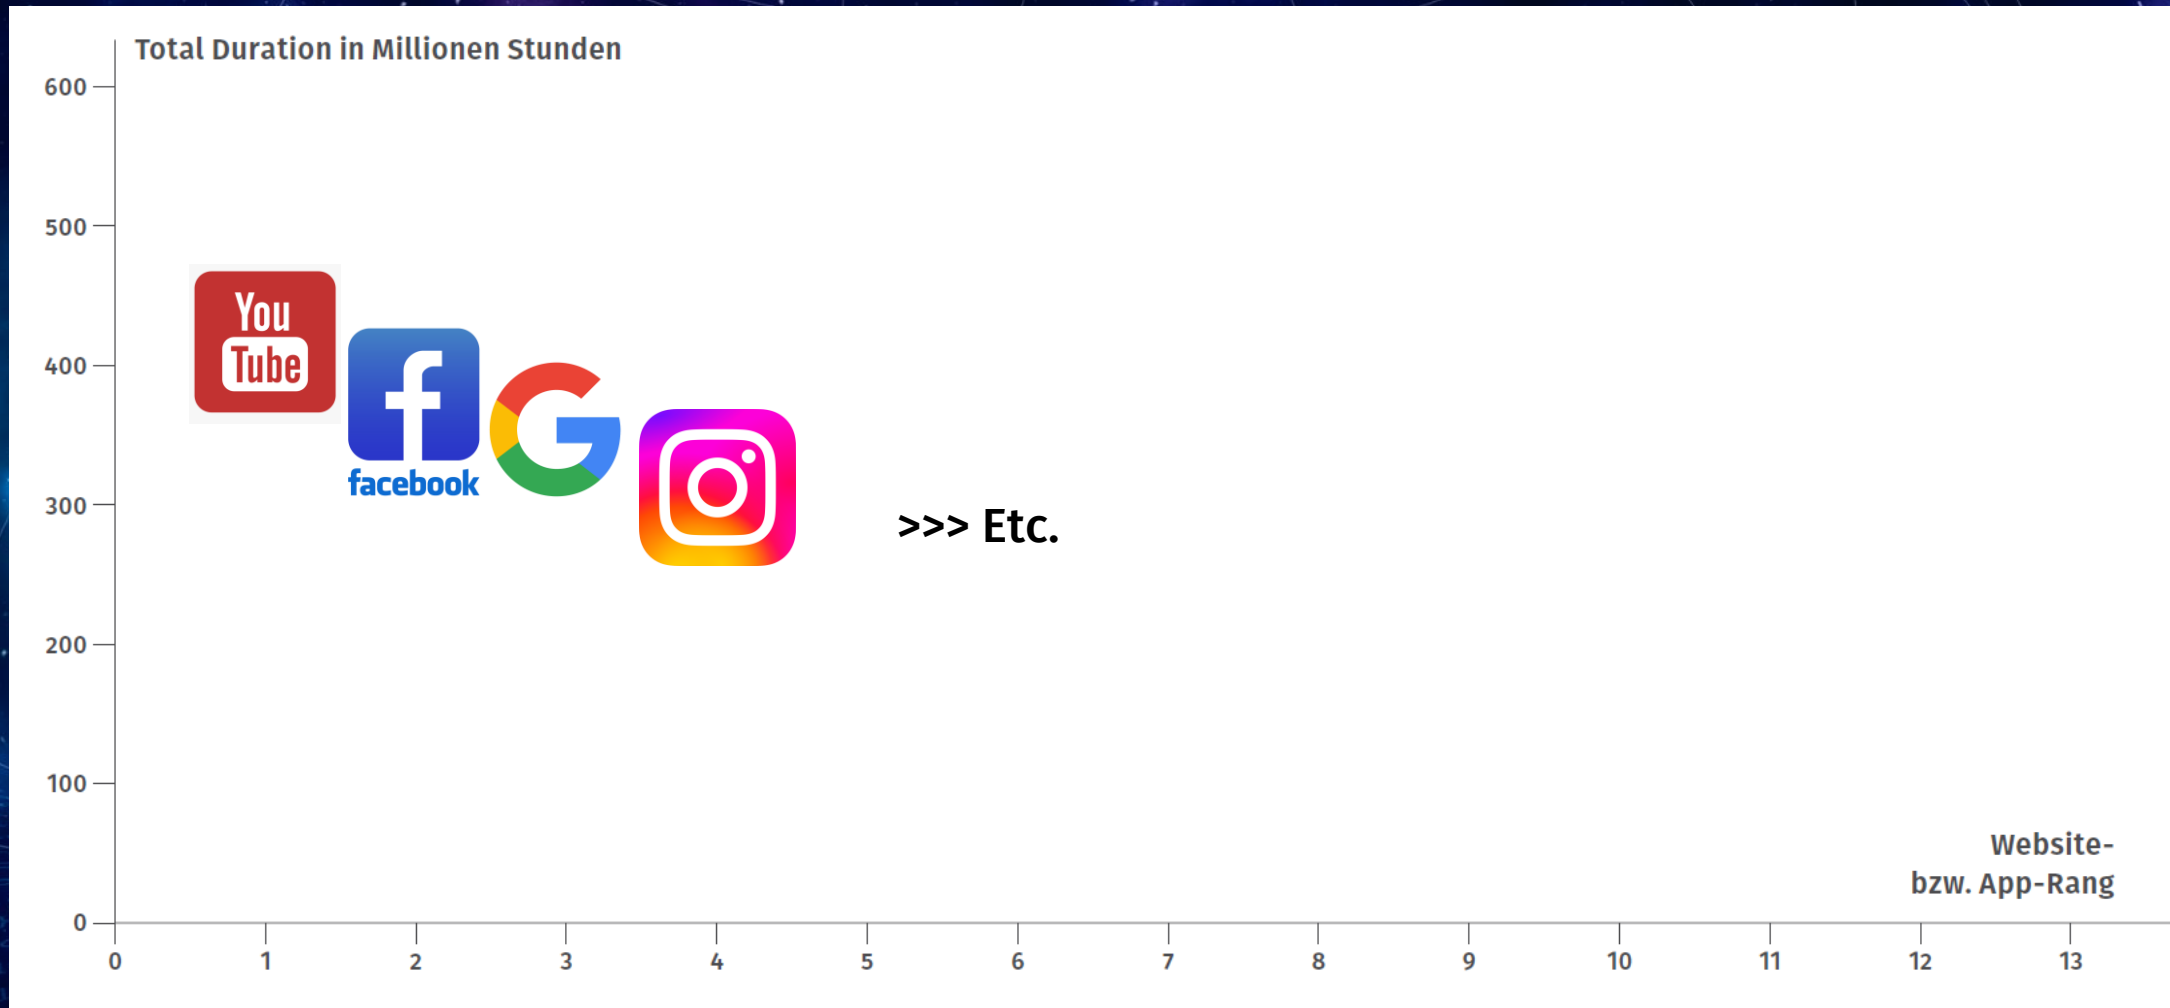 Total Duration in Millionen Stunden
600
500
400
300
200
100
0
You
Tube
facebook
>>> Etc.
Website-
bzw. App-Rang
0 1 2 3 4 5 6 7 8 9 10 11 12 13